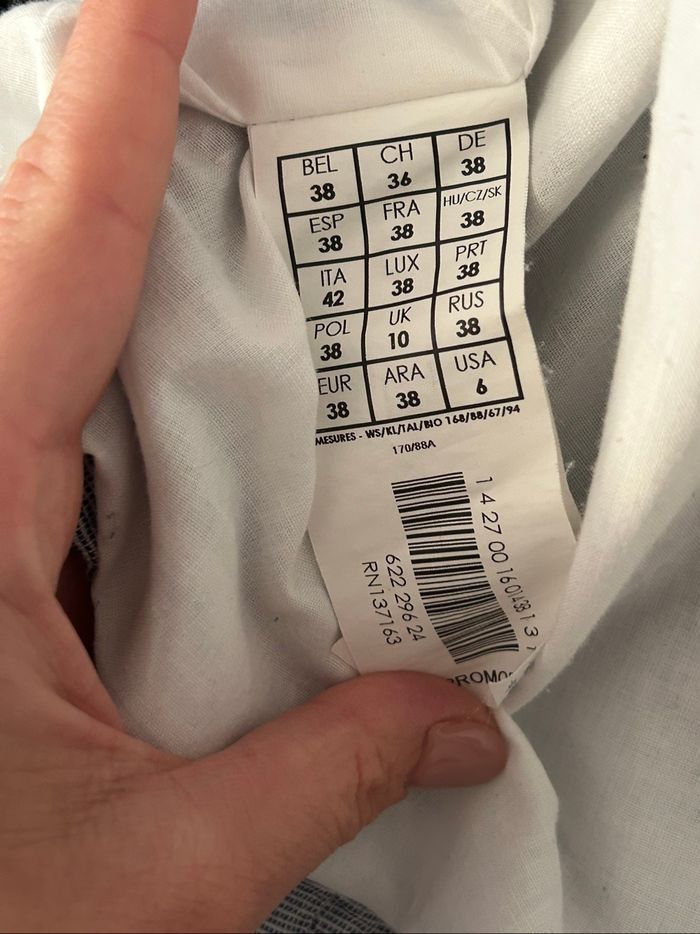 BEL CH DE
38 36 38
ESP FRA HU/CZ/SK
38 38 38
ITA LUX PRT
42 38 38
POL UK RUS
38 10 38
EUR ARA USA
38 38 6
MESURES - WS/KL/TAL/BIO 168/88/67/94
170/88A
622 296 24
RN137163